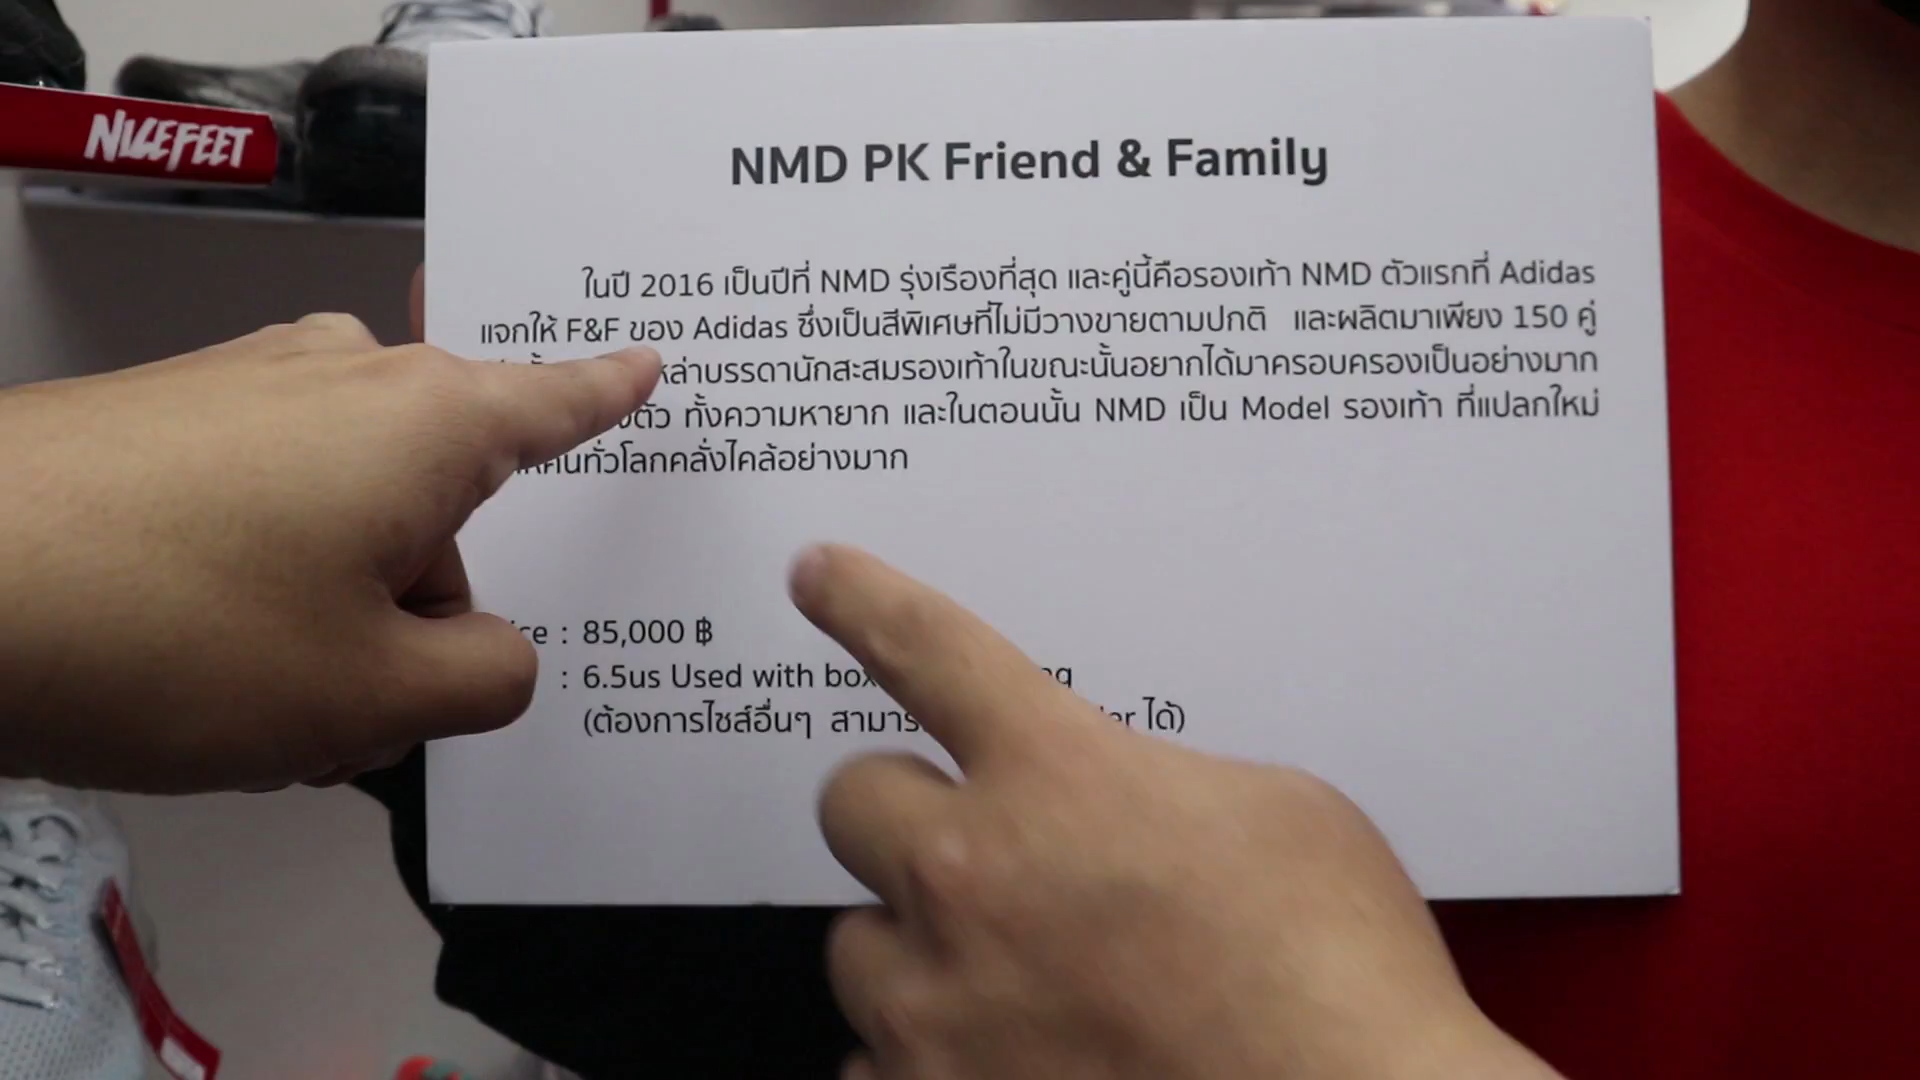 NICEFEET
NMD PK Friend & Family
ในปี 2016 เป็นปีที่ NMD รุ่งเรืองที่สุด และคู่นี้คือรองเท้า NMD ตัวแรกที่ Adidas
แจกให้ F&F ของ Adidas ซึ่งเป็นสีพิเศษที่ไม่มีวางขายตามปกติ และผลิตมาเพียง 150 คู่
เหล่าบรรดานักสะสมรองเท้าในขณะนั้นอยากได้มาครอบครองเป็นอย่างมาก
ตัว ทั้งความหายาก และในตอนนั้น NMD เป็น Model รองเท้า ที่แปลกใหม่
คนทั่วโลกคลั่งไคล้อย่างมาก
: 85,000 ฿
: 6.5us Used with box
(ต้องการไซส์อื่นๆ ได้)